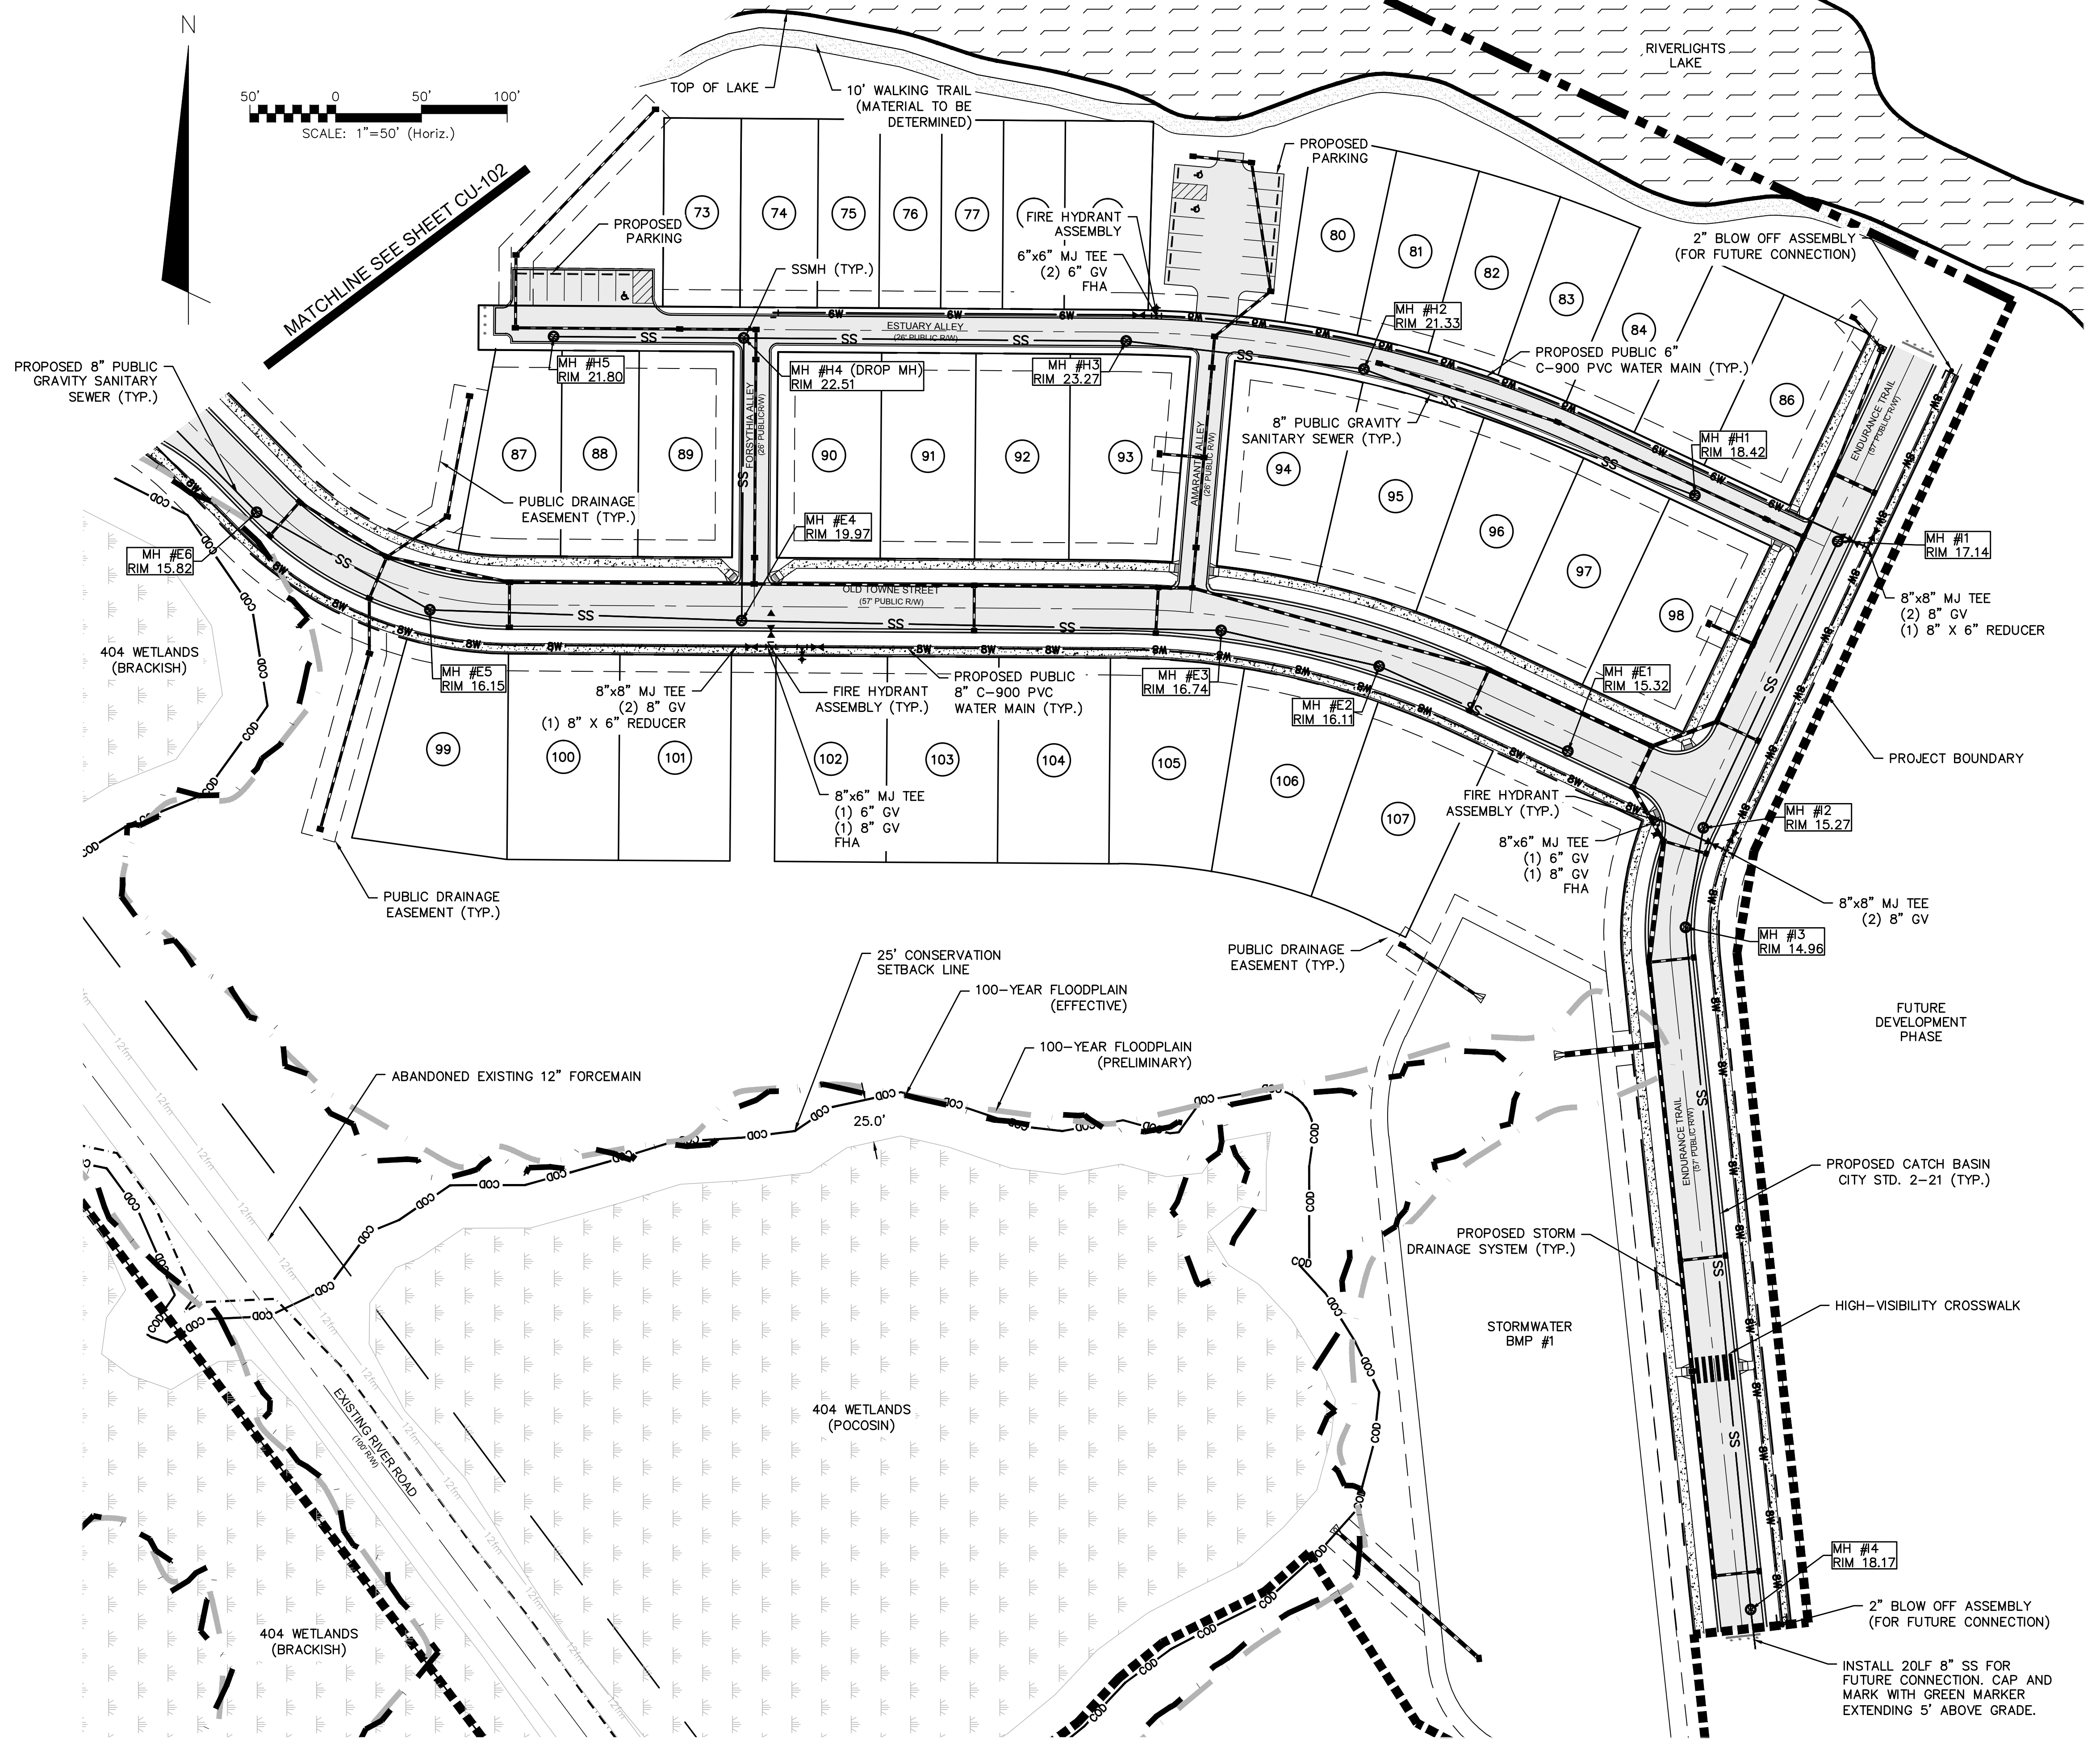 N
50' 0 50' 100'
SCALE: 1"=50' (Horiz.)
MATCHLINE SEE SHEET CU-102
TOP OF LAKE
10' WALKING TRAIL
(MATERIAL TO BE
DETERMINED)
RIVERLIGHTS
LAKE
PROPOSED
PARKING
PROPOSED
PARKING
FIRE HYDRANT
ASSEMBLY
6"x6" MJ TEE
(2) 6" GV
FHA
SSMH (TYP.)
2" BLOW OFF ASSEMBLY
(FOR FUTURE CONNECTION)
73
74
75
76
77
80
81
82
83
84
86
MH #H2
RIM 21.33
ESTUARY ALLEY
(26' PUBLIC R/W)
MH #H5
RIM 21.80
MH #H4 (DROP MH)
RIM 22.51
MH #H3
RIM 23.27
PROPOSED PUBLIC 6"
C-900 PVC WATER MAIN (TYP.)
PROPOSED 8" PUBLIC
GRAVITY SANITARY
SEWER (TYP.)
8" PUBLIC GRAVITY
SANITARY SEWER (TYP.)
MH #H1
RIM 18.42
ENDURANCE TRAIL
(57' PUBLIC R/W)
FORSYTHIA ALLEY
(26' PUBLIC R/W)
AMARANTH ALLEY
(26' PUBLIC R/W)
87
88
89
90
91
92
93
94
95
96
97
98
PUBLIC DRAINAGE
EASEMENT (TYP.)
MH #E4
RIM 19.97
MH #E6
RIM 15.82
MH #I1
RIM 17.14
8"x8" MJ TEE
(2) 8" GV
(1) 8" X 6" REDUCER
OLD TOWNE STREET
(57' PUBLIC R/W)
404 WETLANDS
(BRACKISH)
MH #E5
RIM 16.15
8"x8" MJ TEE
(2) 8" GV
(1) 8" X 6" REDUCER
FIRE HYDRANT
ASSEMBLY (TYP.)
PROPOSED PUBLIC
8" C-900 PVC
WATER MAIN (TYP.)
MH #E3
RIM 16.74
MH #E2
RIM 16.11
MH #E1
RIM 15.32
99
100
101
102
103
104
105
106
107
PROJECT BOUNDARY
8"x6" MJ TEE
(1) 6" GV
(1) 8" GV
FHA
FIRE HYDRANT
ASSEMBLY (TYP.)
8"x6" MJ TEE
(1) 6" GV
(1) 8" GV
FHA
MH #I2
RIM 15.27
8"x8" MJ TEE
(2) 8" GV
MH #I3
RIM 14.96
PUBLIC DRAINAGE
EASEMENT (TYP.)
PUBLIC DRAINAGE
EASEMENT (TYP.)
25' CONSERVATION
SETBACK LINE
100-YEAR FLOODPLAIN
(EFFECTIVE)
100-YEAR FLOODPLAIN
(PRELIMINARY)
FUTURE
DEVELOPMENT
PHASE
ABANDONED EXISTING 12" FORCEMAIN
25.0'
ENDURANCE TRAIL
(57' PUBLIC R/W)
PROPOSED CATCH BASIN
CITY STD. 2-21 (TYP.)
PROPOSED STORM
DRAINAGE SYSTEM (TYP.)
HIGH-VISIBILITY CROSSWALK
STORMWATER
BMP #1
EXISTING RIVER ROAD
(100' R/W)
404 WETLANDS
(POCOSIN)
404 WETLANDS
(BRACKISH)
MH #I4
RIM 18.17
2" BLOW OFF ASSEMBLY
(FOR FUTURE CONNECTION)
INSTALL 20LF 8" SS FOR
FUTURE CONNECTION. CAP AND
MARK WITH GREEN MARKER
EXTENDING 5' ABOVE GRADE.